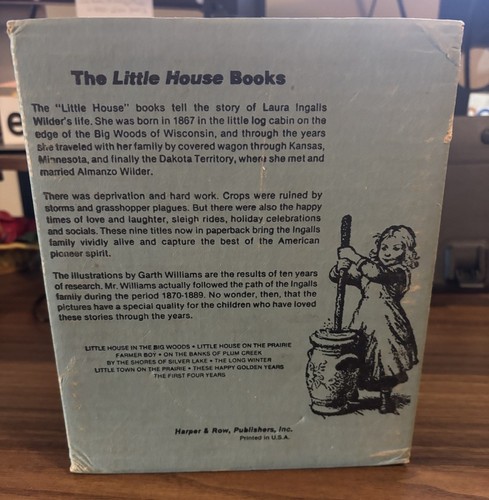 The Little House Books
The "Little House" books tell the story of Laura Ingalls
Wilder's life. She was born in 1867 in the little log cabin on the
edge of the Big Woods of Wisconsin, and through the years
she traveled with her family by covered wagon through Kansas,
Minnesota, and finally the Dakota Territory, where she met and
married Almanzo Wilder.
There was deprivation and hard work. Crops were ruined by
storms and grasshopper plagues. But there were also the happy
times of love and laughter, sleigh rides, holiday celebrations
and socials. These nine titles now in paperback bring the Ingalls
family vividly alive and capture the best of the American
pioneer spirit.
The illustrations by Garth Williams are the results of ten years
of research. Mr. Williams actually followed the path of the Ingalls
family during the period 1870-1889. No wonder, then, that the
pictures have a special quality for the children who have loved
these stories through the years.
LITTLE HOUSE IN THE BIG WOODS • LITTLE HOUSE ON THE PRAIRIE
FARMER BOY • ON THE BANKS OF PLUM CREEK
BY THE SHORES OF SILVER LAKE • THE LONG WINTER
LITTLE TOWN ON THE PRAIRIE • THESE HAPPY GOLDEN YEARS
THE FIRST FOUR YEARS
Harper & Row, Publishers, Inc.
Printed in U.S.A.